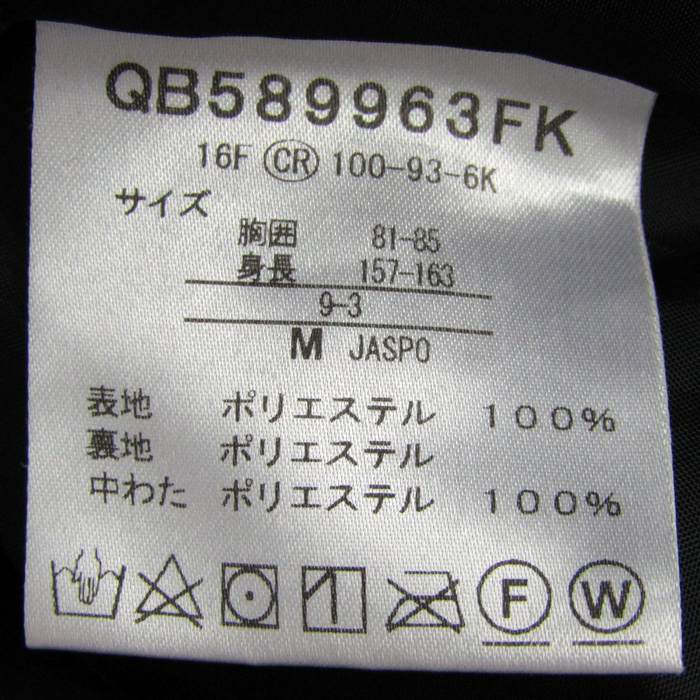 QB589963FK
16F CR 100-93-6K
サイズ
胸囲 81-85
身長 157-163
9-3
M JASPO
表地 ポリエステル 100%
裏地 ポリエステル
中わた ポリエステル 100%
F W